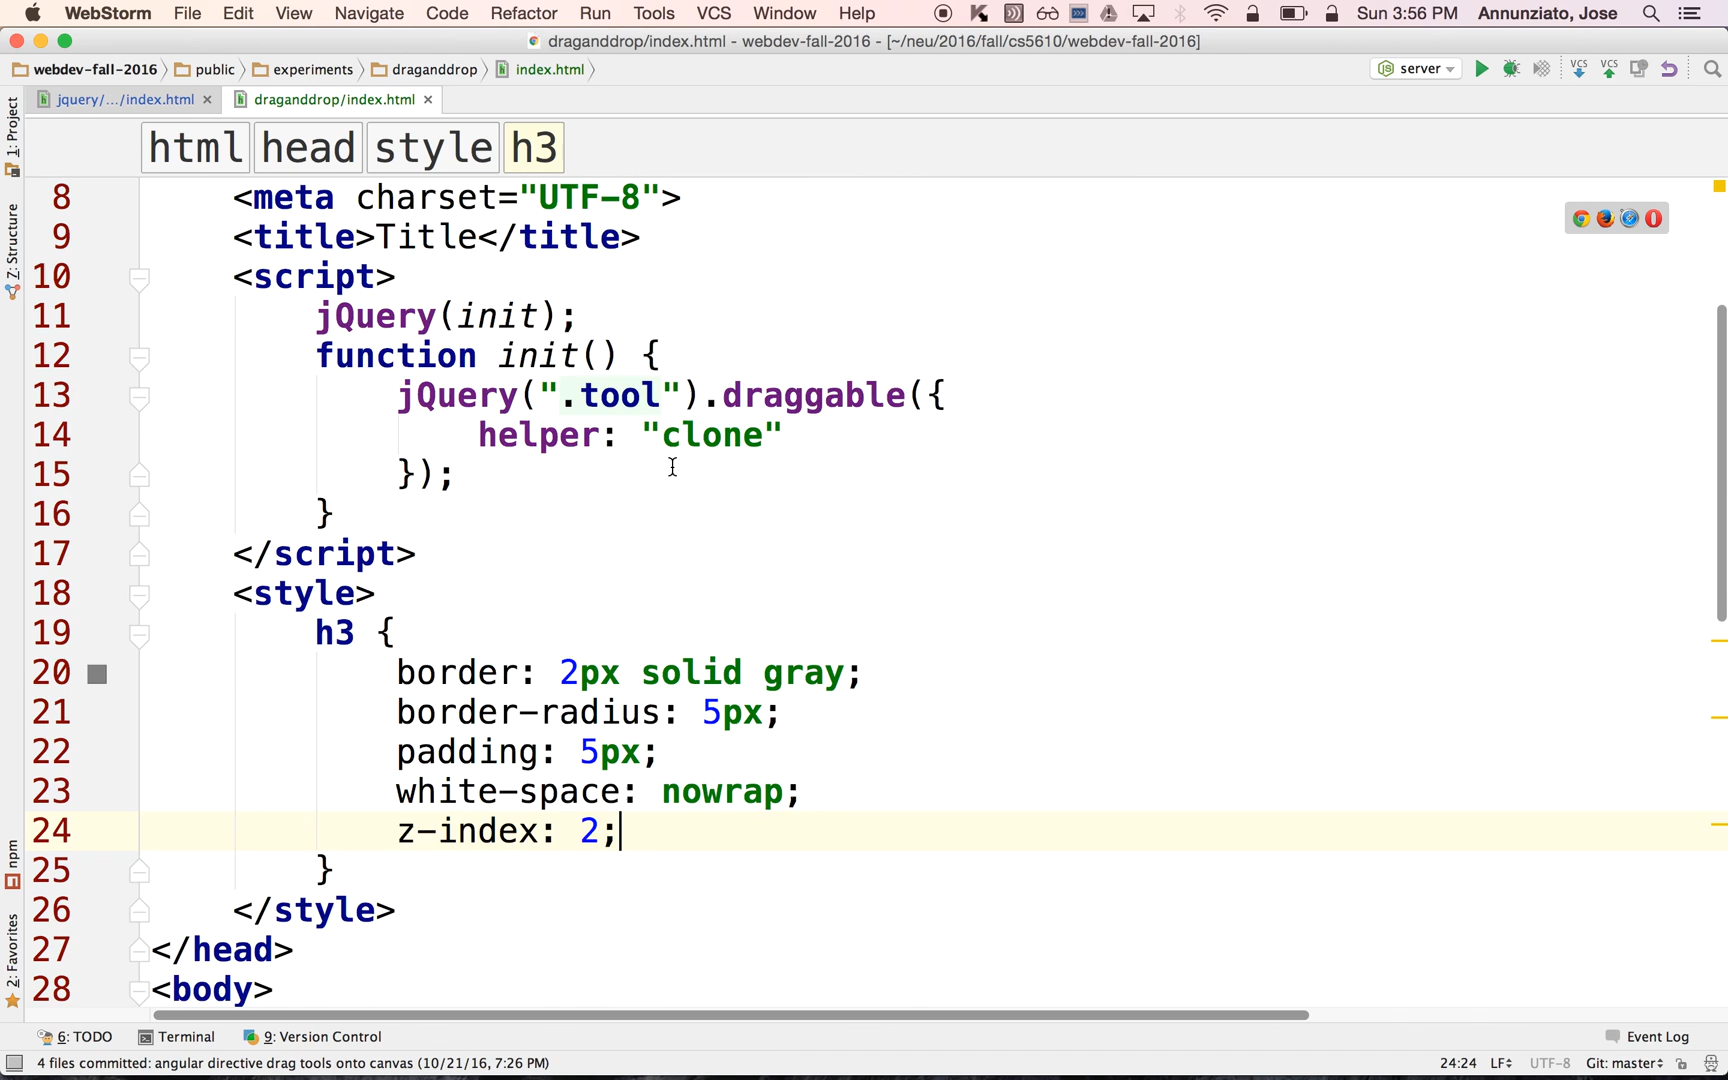 WebStorm File Edit View Navigate Code Refactor Run Tools VCS Window Help Sun 3:56 PM Annunziato, Jose
draganddrop/index.html - webdev-fall-2016 - [~/neu/2016/fall/cs5610/webdev-fall-2016]
webdev-fall-2016 public experiments draganddrop index.html server VCS VCS
jquery/.../index.html draganddrop/index.html
1: Project
Z: Structure
npm
2: Favorites
html head style h3
8 <meta charset="UTF-8">
9 <title>Title</title>
10 <script>
11 jQuery(init);
12 function init() {
13 jQuery(".tool").draggable({
14 helper: "clone"
15 });
16 }
17 </script>
18 <style>
19 h3 {
20 border: 2px solid gray;
21 border-radius: 5px;
22 padding: 5px;
23 white-space: nowrap;
24 z-index: 2;
25 }
26 </style>
27 </head>
28 <body>
6: TODO Terminal 9: Version Control Event Log
4 files committed: angular directive drag tools onto canvas (10/21/16, 7:26 PM) 24:24 LF UTF-8 Git: master